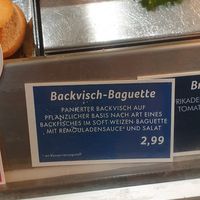 Backvisch-Baguette
PANIERTER BACKVISCH AUF
PFLANZLICHER BASIS NACH ART EINES
BACKFISCHES IM SOFT WEIZEN-BAGUETTE
, MIT REMOULADENSAUCE* UND SALAT
2,99
Br
RIKADE
TOMAT